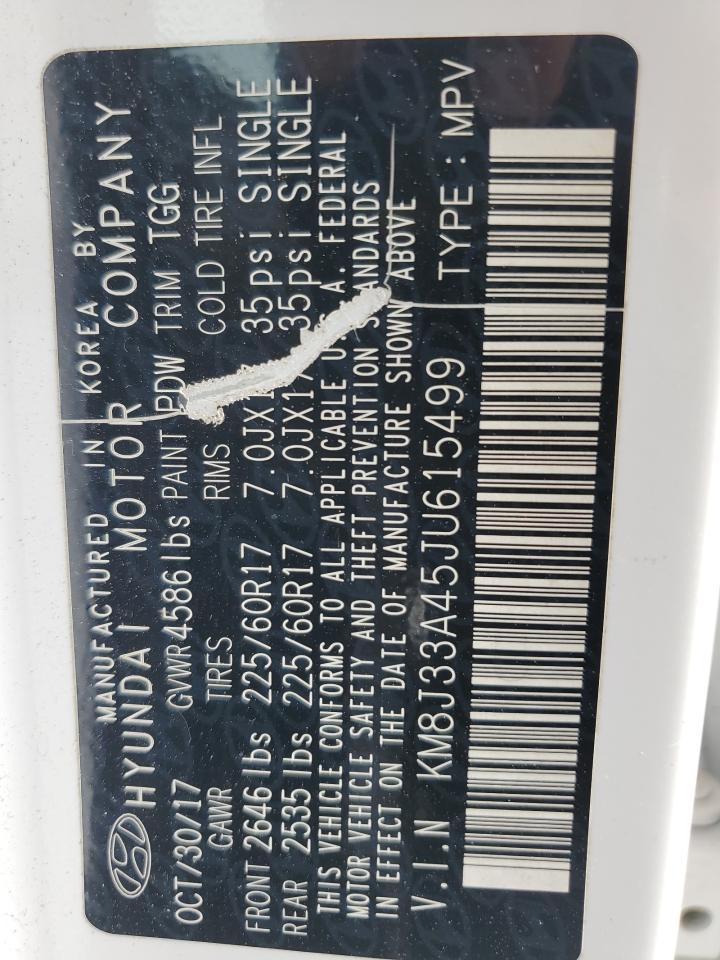 MANUFACTURED IN KOREA BY
HYUNDAI MOTOR COMPANY
OCT/30/17 GVWR 4586 lbs PAINT PDW TRIM TGG
GAWR TIRES RIMS COLD TIRE INFL
FRONT 2646 lbs 225/60R17 7.0JX1 35psi SINGLE
REAR 2535 lbs 225/60R17 7.0JX17 35psi SINGLE
THIS VEHICLE CONFORMS TO ALL APPLICABLE U A. FEDERAL
MOTOR VEHICLE SAFETY AND THEFT PREVENTION S ANDARDS
IN EFFECT ON THE DATE OF MANUFACTURE SHOWN ABOVE
V.I.N KM8J33A45JU615499 TYPE : MPV